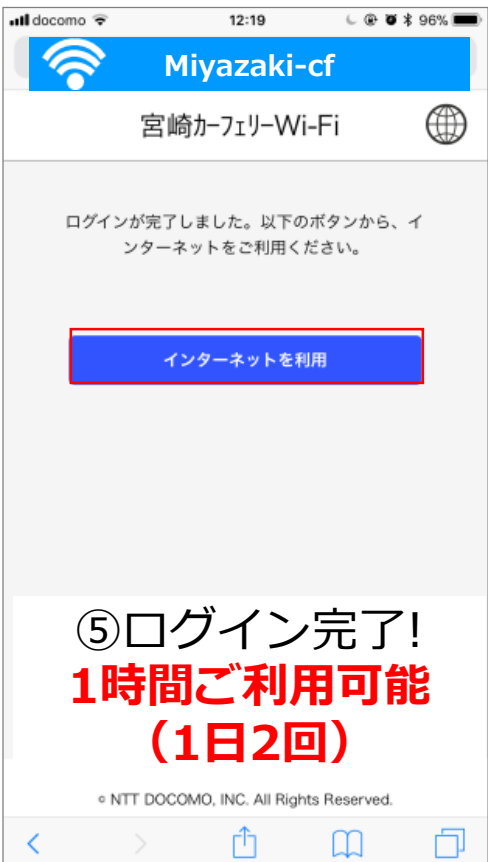 docomo 12:19 96%
Miyazaki-cf
宮崎カーフェリーWi-Fi
ログインが完了しました。以下のボタンから、イ
ンターネットをご利用ください。
インターネットを利用
⑤ログイン完了!
1時間ご利用可能
（1日2回）
© NTT DOCOMO, INC. All Rights Reserved.